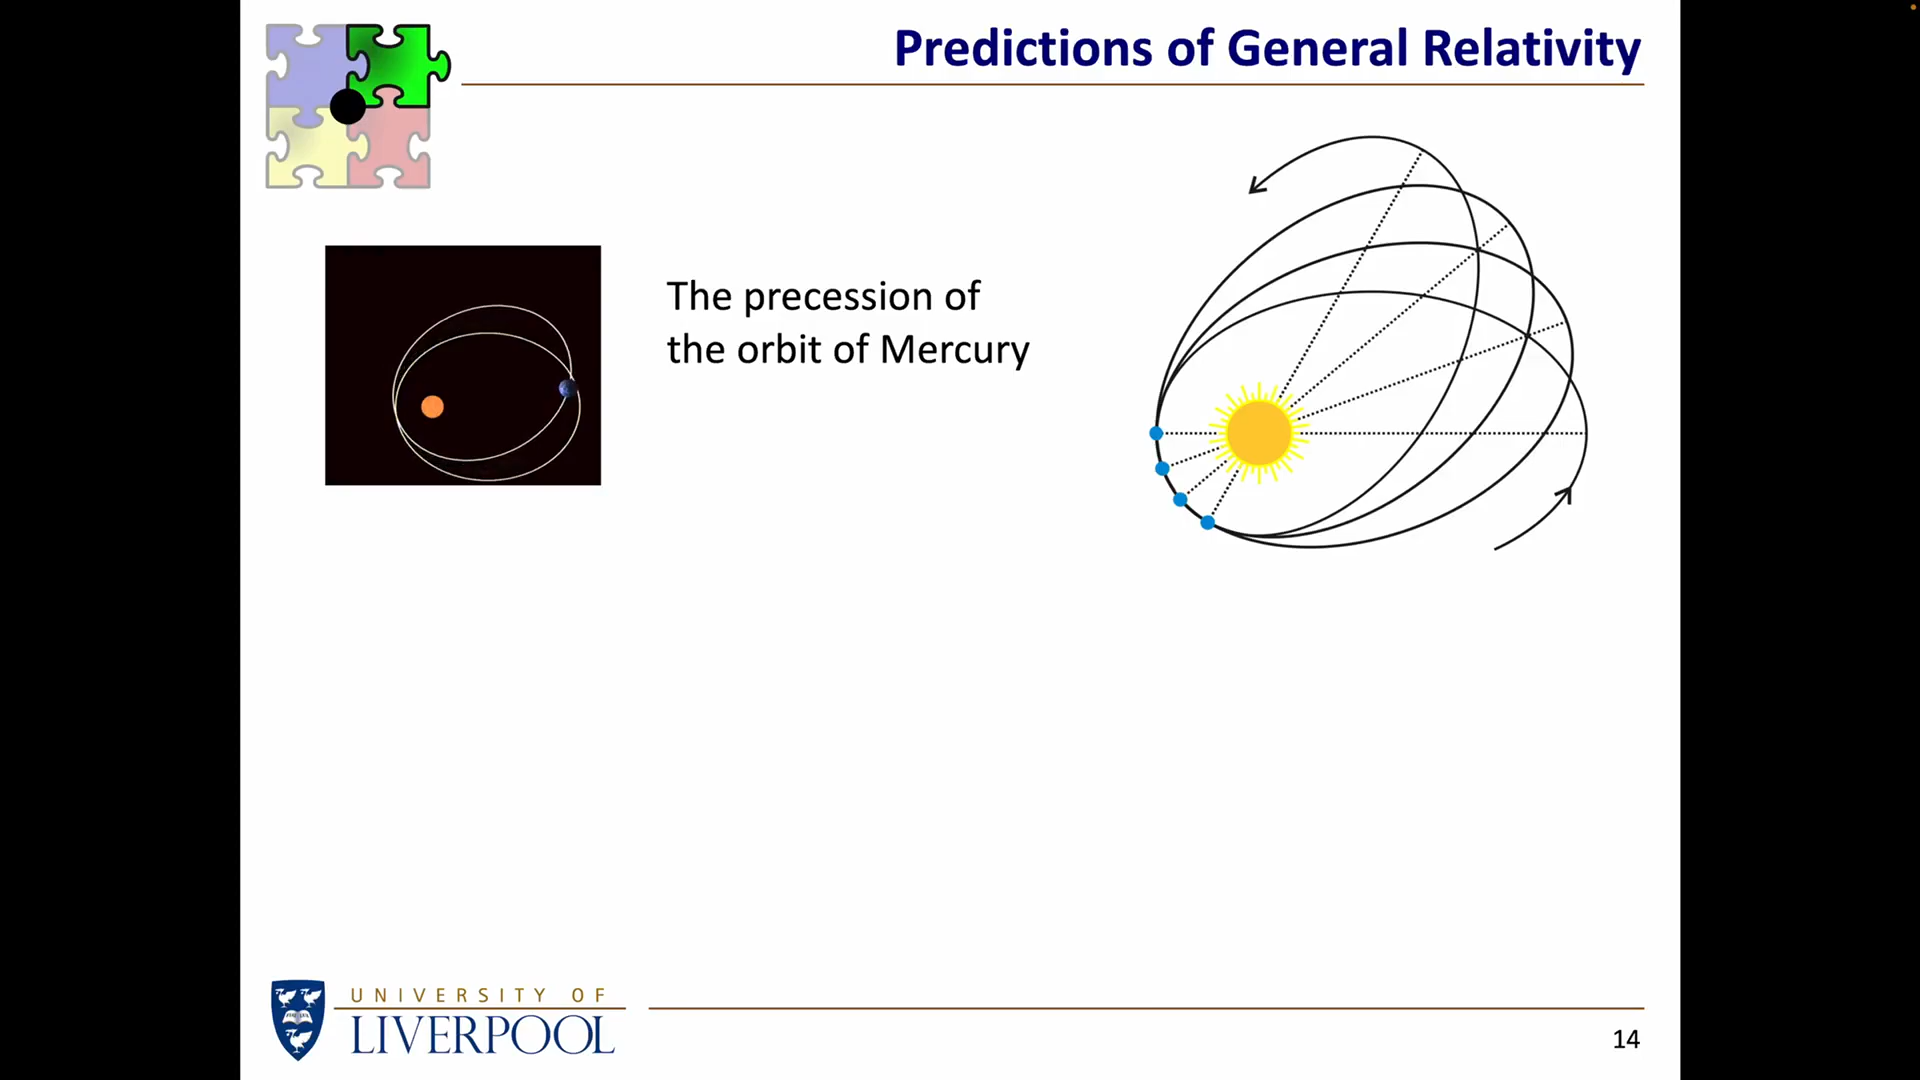 Predictions of General Relativity
The precession of
the orbit of Mercury
UNIVERSITY OF
LIVERPOOL
14